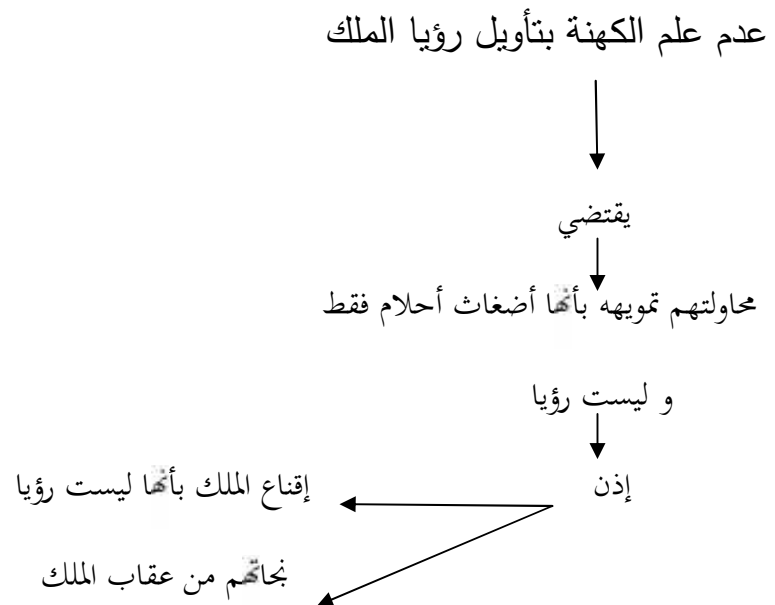 عدم علم الكهنة بتأويل رؤيا الملك
يقتضي
محاولتهم تمويهه بأنها أضغاث أحلام فقط
و ليست رؤيا
إذن
إقناع الملك بأنها ليست رؤيا
نجاتهم من عقاب الملك